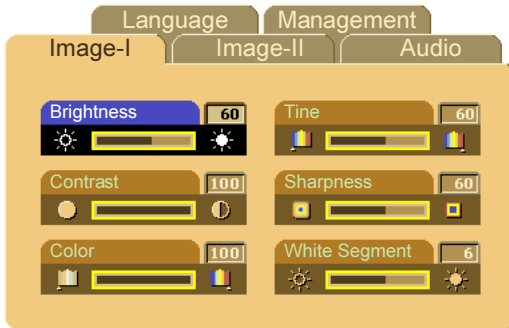 Language Management
Image-I Image-II Audio
Brightness 60
Tine 60
Contrast 100
Sharpness 60
Color 100
White Segment 6